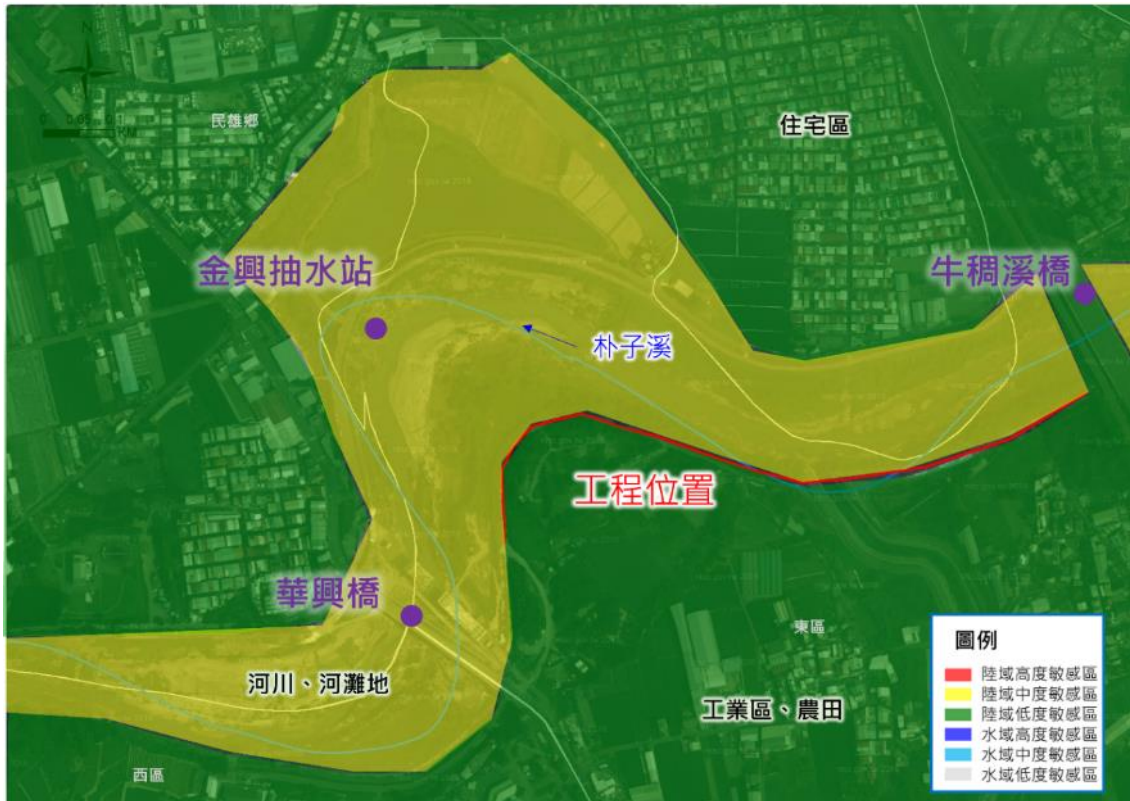 N
KM
民雄鄉
住宅區
金興抽水站
牛稠溪橋
朴子溪
工程位置
華興橋
東區
河川、河灘地
工業區、農田
西區
圖例
陸域高度敏感區
陸域中度敏感區
陸域低度敏感區
水域高度敏感區
水域中度敏感區
水域低度敏感區